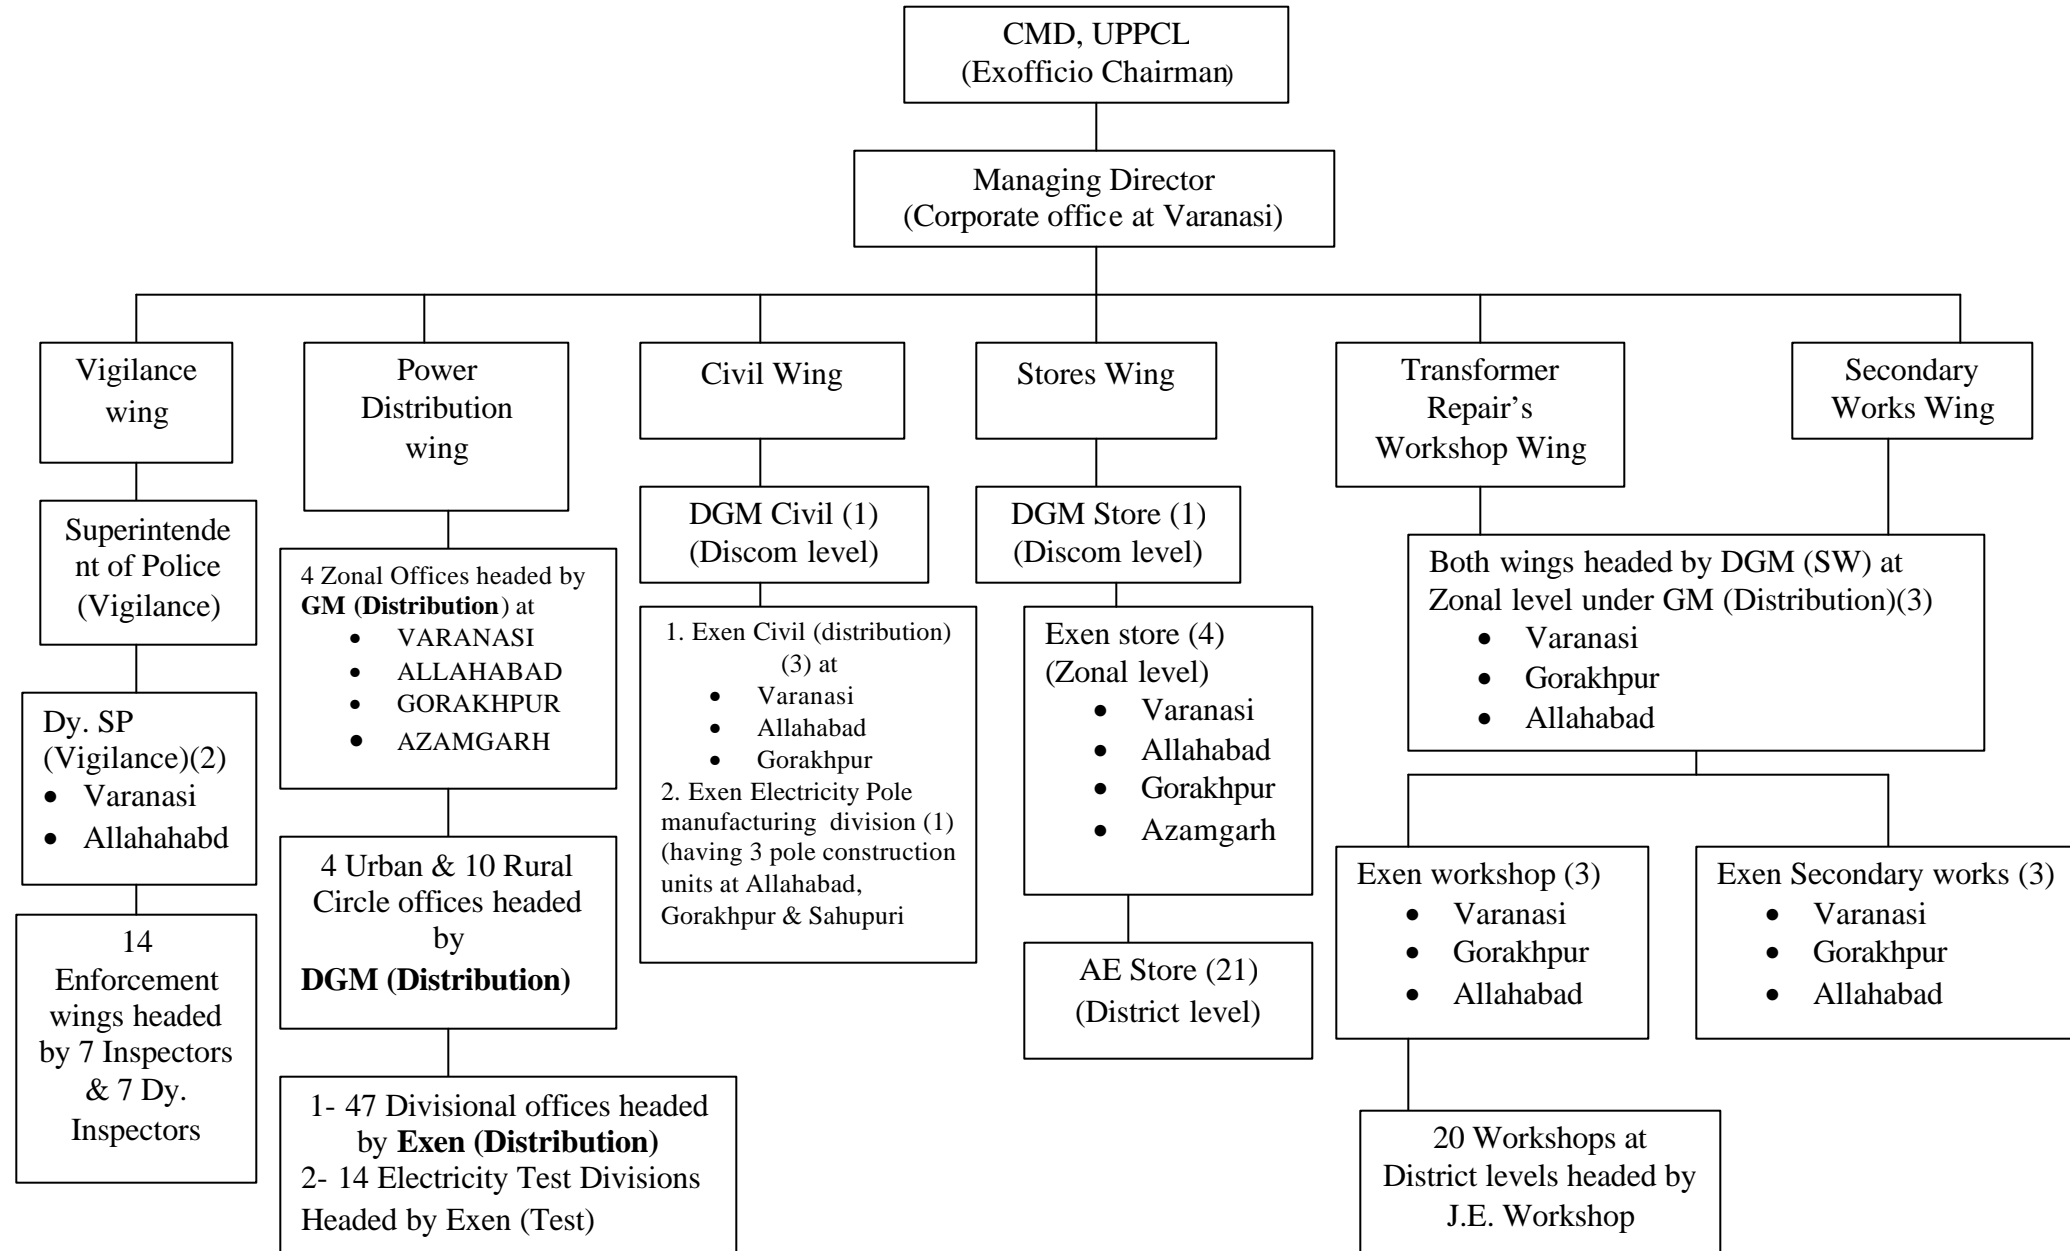 CMD, UPPCL
(Exofficio Chairman)
Managing Director
(Corporate office at Varanasi)
Vigilance
wing
Power
Distribution
wing
Civil Wing
Stores Wing
Transformer
Repair’s
Workshop Wing
Secondary
Works Wing
Superintende
nt of Police
(Vigilance)
4 Zonal Offices headed by
GM (Distribution) at
• VARANASI
• ALLAHABAD
• GORAKHPUR
• AZAMGARH
DGM Civil (1)
(Discom level)
DGM Store (1)
(Discom level)
Both wings headed by DGM (SW) at
Zonal level under GM (Distribution)(3)
• Varanasi
• Gorakhpur
• Allahabad
Dy. SP
(Vigilance)(2)
• Varanasi
• Allahahabd
4 Urban & 10 Rural
Circle offices headed
by
DGM (Distribution)
1. Exen Civil (distribution)
(3) at
• Varanasi
• Allahabad
• Gorakhpur
2. Exen Electricity Pole
manufacturing division (1)
(having 3 pole construction
units at Allahabad,
Gorakhpur & Sahupuri
Exen store (4)
(Zonal level)
• Varanasi
• Allahabad
• Gorakhpur
• Azamgarh
Exen workshop (3)
• Varanasi
• Gorakhpur
• Allahabad
Exen Secondary works (3)
• Varanasi
• Gorakhpur
• Allahabad
14
Enforcement
wings headed
by 7 Inspectors
& 7 Dy.
Inspectors
1- 47 Divisional offices headed
by Exen (Distribution)
2- 14 Electricity Test Divisions
Headed by Exen (Test)
AE Store (21)
(District level)
20 Workshops at
District levels headed by
J.E. Workshop